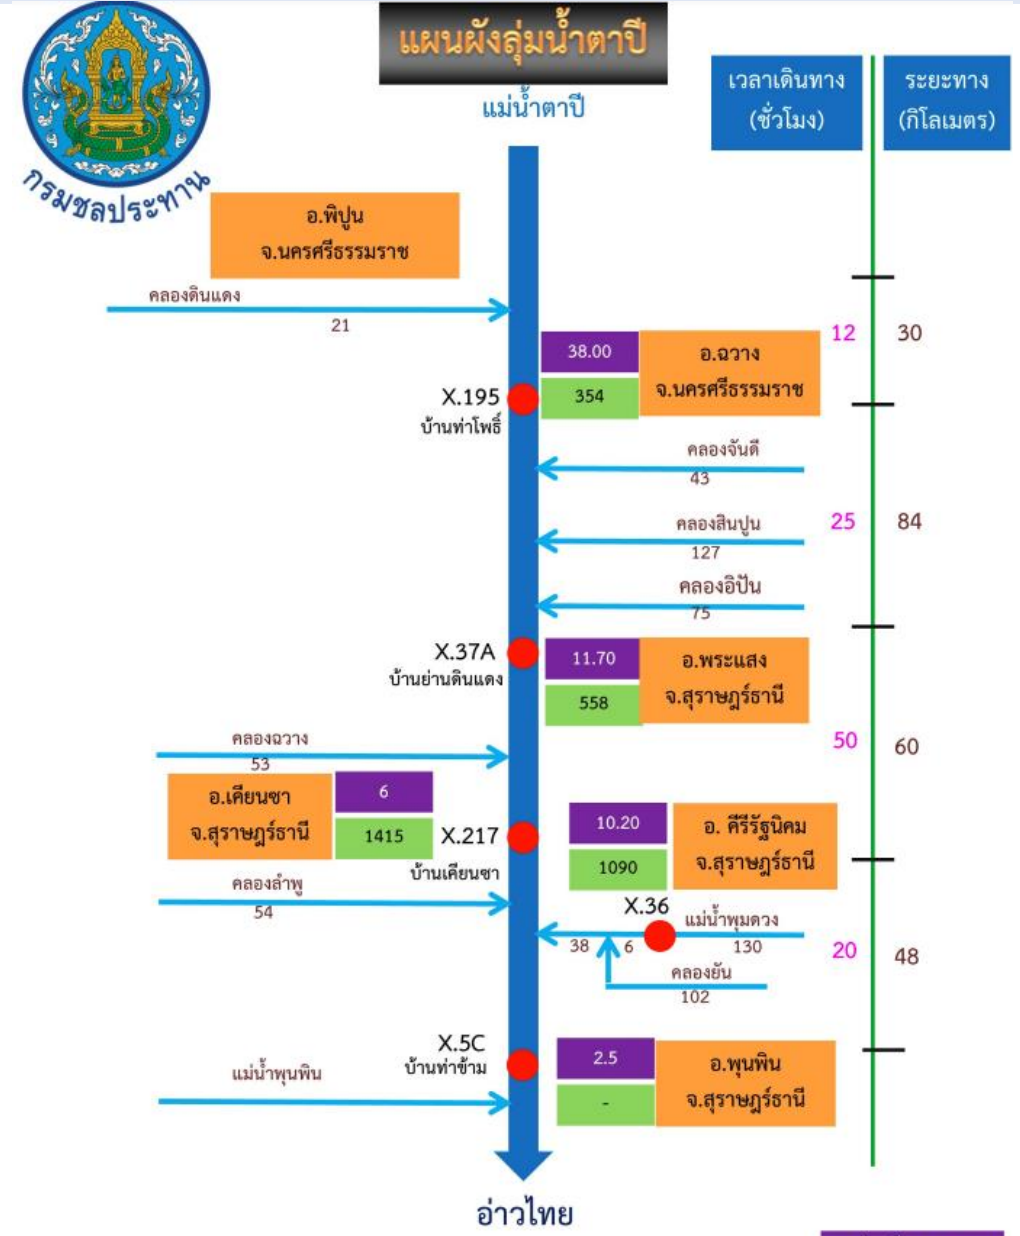 แผนผังลุ่มน้ำตาปี
กรมชลประทาน
แม่น้ำตาปี
เวลาเดินทาง
(ชั่วโมง)
ระยะทาง
(กิโลเมตร)
อ.พิปูน
จ.นครศรีธรรมราช
คลองดินแดง
21
12
30
38.00
354
อ.ฉวาง
จ.นครศรีธรรมราช
X.195
บ้านท่าโพธิ์
คลองจันดี
43
คลองสินปูน
127
25
84
คลองอิปัน
75
X.37A
บ้านย่านดินแดง
11.70
558
อ.พระแสง
จ.สุราษฎร์ธานี
คลองฉวาง
53
50
60
อ.เคียนซา
จ.สุราษฎร์ธานี
6
1415
X.217
บ้านเคียนซา
10.20
1090
อ. คีรีรัฐนิคม
จ.สุราษฎร์ธานี
คลองลำพู
54
X.36
แม่น้ำพุมดวง
38
6
130
คลองยัน
102
20
48
X.5C
บ้านท่าข้าม
2.5
-
อ.พุนพิน
จ.สุราษฎร์ธานี
แม่น้ำพุนพิน
อ่าวไทย